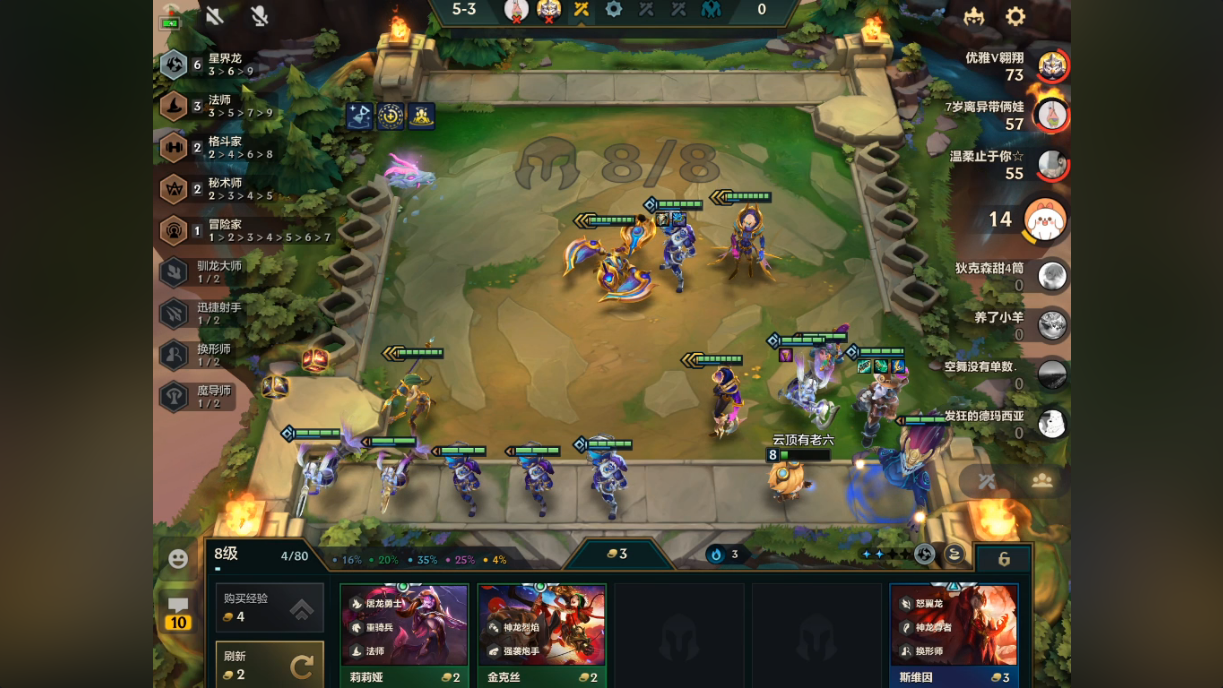 5-3
0
6
星界龙
3 > 6 > 9
3
法师
3 > 5 > 7 > 9
2
格斗家
2 > 4 > 6 > 8
2
秘术师
2 > 3 > 4 > 5
1
冒险家
1 > 2 > 3 > 4 > 5 > 6 > 7
驯龙大师
1 / 2
迅捷射手
1 / 2
换形师
1 / 2
魔导师
1 / 2
8/8
优雅V翱翔
73
7岁离异带俩娃
57
温柔止于你☆
55
14
狄克森甜4筒
0
养了小羊
0
空舞没有单数.
0
发狂的德玛西亚
0
云顶有老六
8
8级
4/80
16%
20%
35%
25%
4%
3
3
10
购买经验
4
刷新
2
屠龙勇士
重骑兵
法师
莉莉娅
2
神龙烈焰
强袭炮手
金克丝
2
怒翼龙
神龙尊者
换形师
斯维因
3